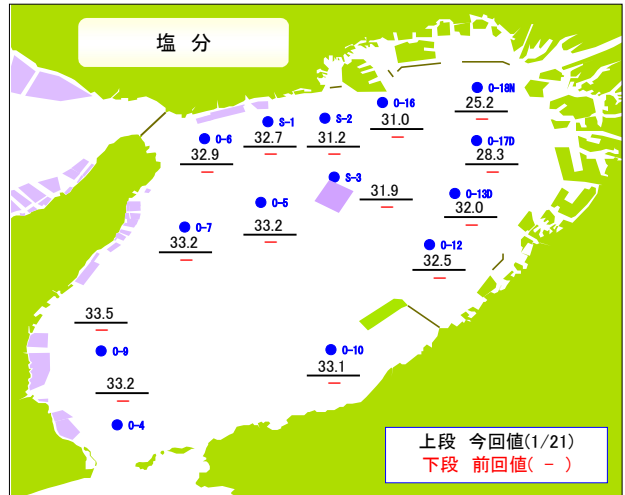 塩 分
O-18N
25.2
—
O-16
31.0
—
S-1
32.7
—
S-2
31.2
—
O-6
32.9
—
O-17D
28.3
—
S-3
31.9
—
O-13D
32.0
—
O-5
33.2
—
O-7
33.2
—
O-12
32.5
—
33.5
—
O-9
O-10
33.1
—
33.2
—
O-4
上段 今回値(1/21)
下段 前回値( - )